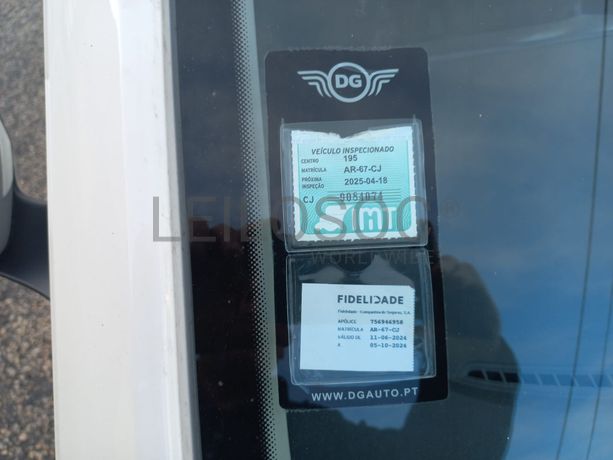 DG
VEÍCULO INSPECIONADO
CENTRO 195
MATRÍCULA AR-67-CJ
PRÓXIMA INSPEÇÃO 2025-04-18
CJ 9084074
LEILOSOC®
WORLDWIDE
FIDELIDADE
Fidelidade - Companhia de Seguros, S.A.
APÓLICE 756946958
MATRÍCULA AR-67-CJ
VÁLIDO DE 11-06-2024
A 05-10-2024
WWW.DGAUTO.PT